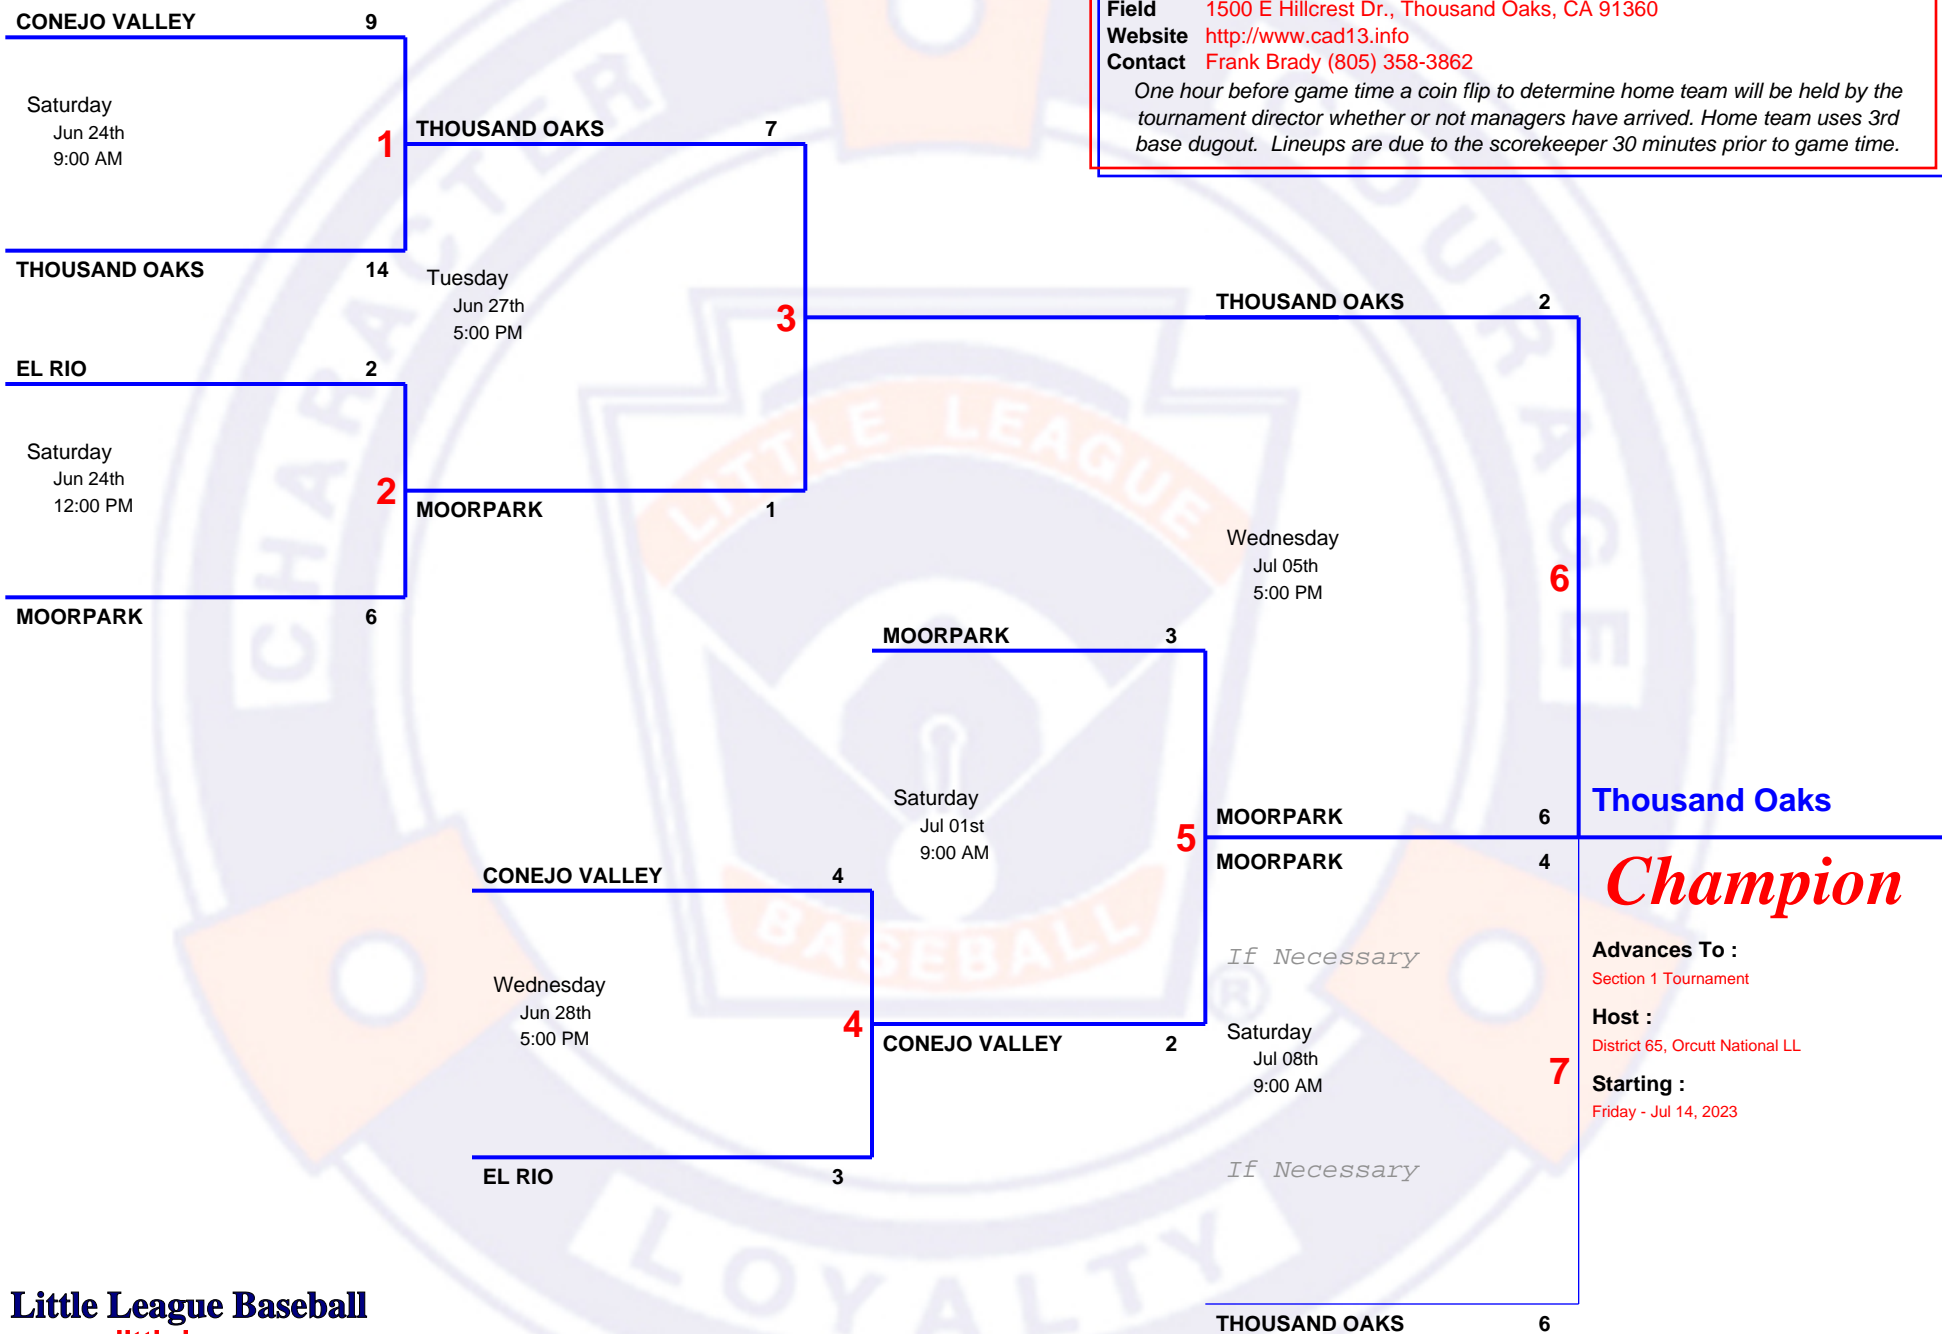 CONEJO VALLEY 9
Field 1500 E Hillcrest Dr., Thousand Oaks, CA 91360
Website http://www.cad13.info
Contact Frank Brady (805) 358-3862
One hour before game time a coin flip to determine home team will be held by the
tournament director whether or not managers have arrived. Home team uses 3rd
base dugout. Lineups are due to the scorekeeper 30 minutes prior to game time.
Saturday
Jun 24th
9:00 AM
1
THOUSAND OAKS 7
THOUSAND OAKS 14
Tuesday
Jun 27th
5:00 PM
3
THOUSAND OAKS 2
EL RIO 2
Saturday
Jun 24th
12:00 PM
2
MOORPARK 1
MOORPARK 6
Wednesday
Jul 05th
5:00 PM
6
MOORPARK 3
Saturday
Jul 01st
9:00 AM
5
MOORPARK 6
Thousand Oaks
MOORPARK 4
Champion
CONEJO VALLEY 4
Wednesday
Jun 28th
5:00 PM
4
CONEJO VALLEY 2
EL RIO 3
If Necessary
Saturday
Jul 08th
9:00 AM
7
If Necessary
THOUSAND OAKS 6
Advances To :
Section 1 Tournament
Host :
District 65, Orcutt National LL
Starting :
Friday - Jul 14, 2023
Little League Baseball
CHARACTER
COURAGE
LOYALTY
LITTLE LEAGUE
BASEBALL
®